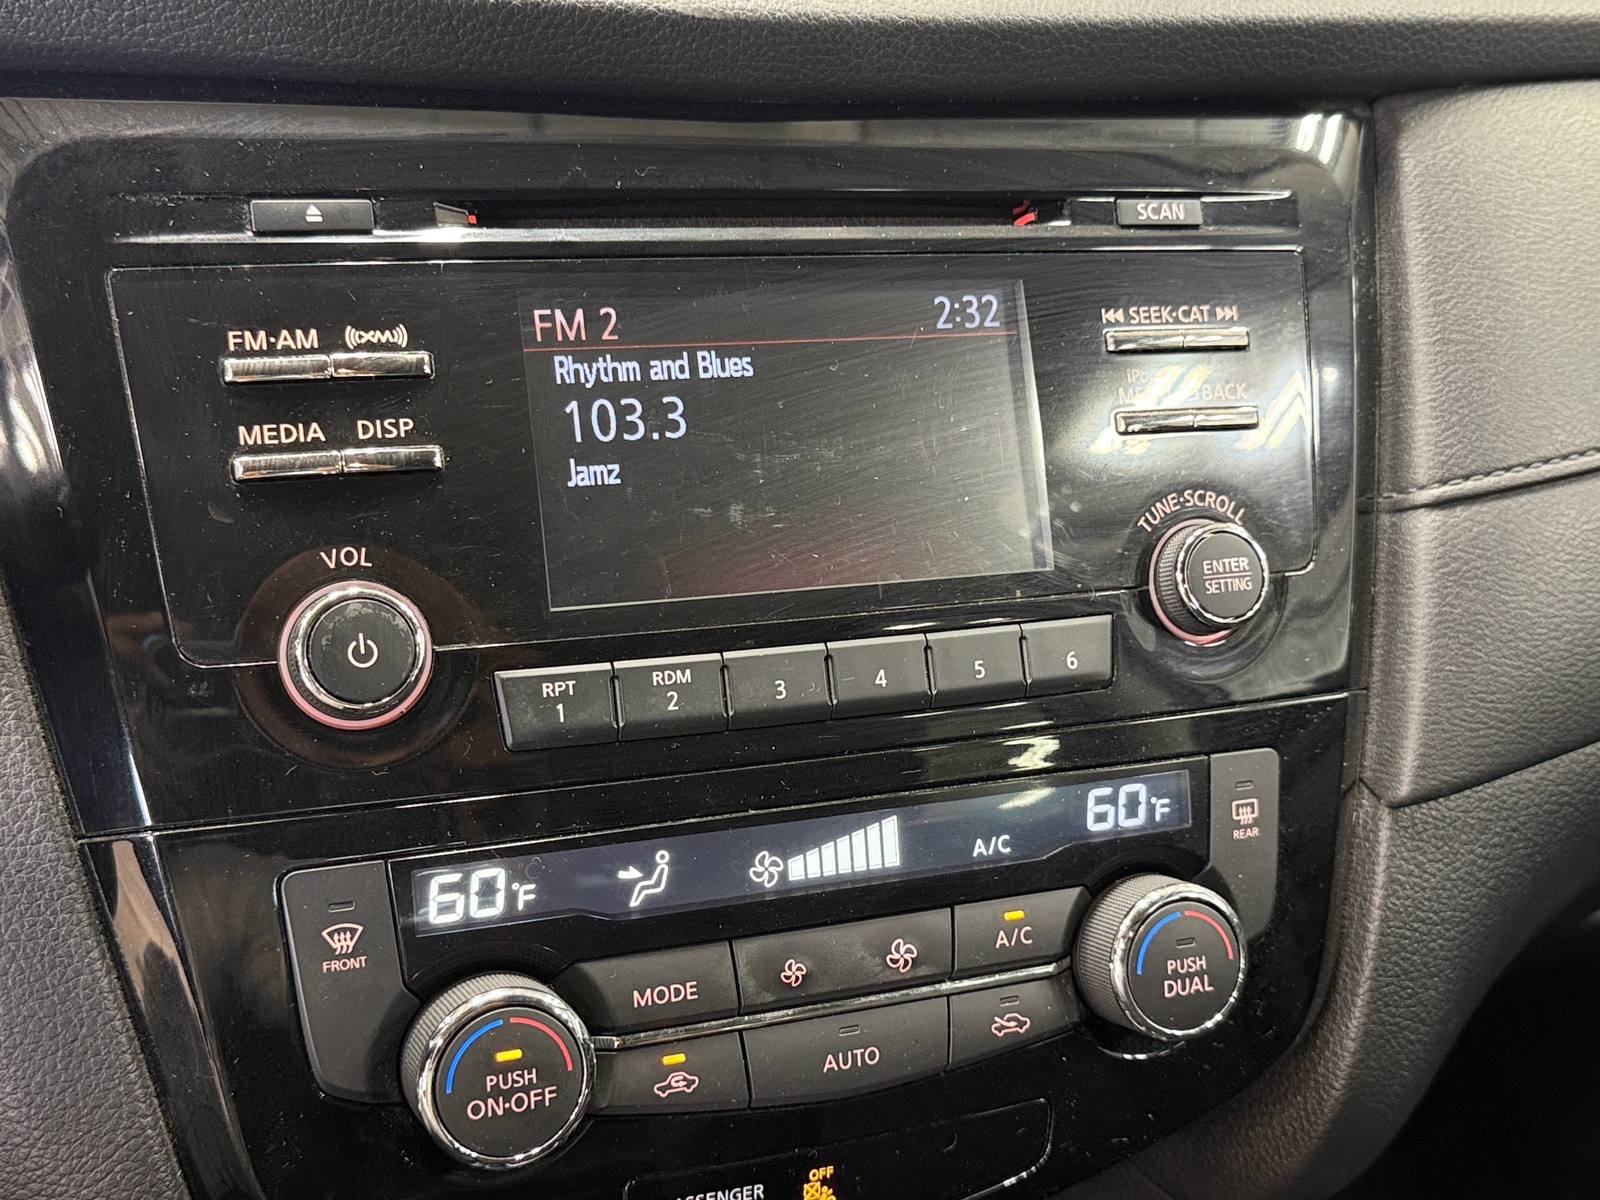 SCAN
FM 2 2:32
Rhythm and Blues
103.3
Jamz
FM·AM XM
MEDIA DISP
VOL
SEEK·CAT
BACK
TUNE·SCROLL
ENTER
SETTING
RPT
1
RDM
2
3
4
5
6
60°F A/C 60°F
FRONT
REAR
MODE
A/C
PUSH
DUAL
PUSH
ON·OFF
AUTO
OFF